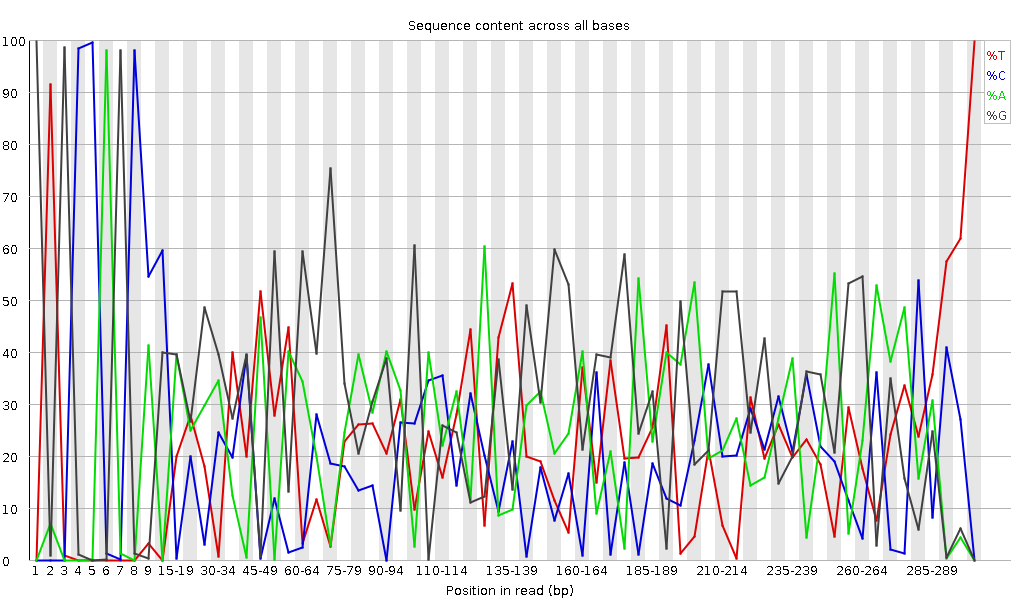 Sequence content across all bases
100
90
80
70
60
50
40
30
20
10
0
%T
%C
%A
%G
1 2 3 4 5 6 7 8 9 15-19 30-34 45-49 60-64 75-79 90-94 110-114 135-139 160-164 185-189 210-214 235-239 260-264 285-289
Position in read (bp)